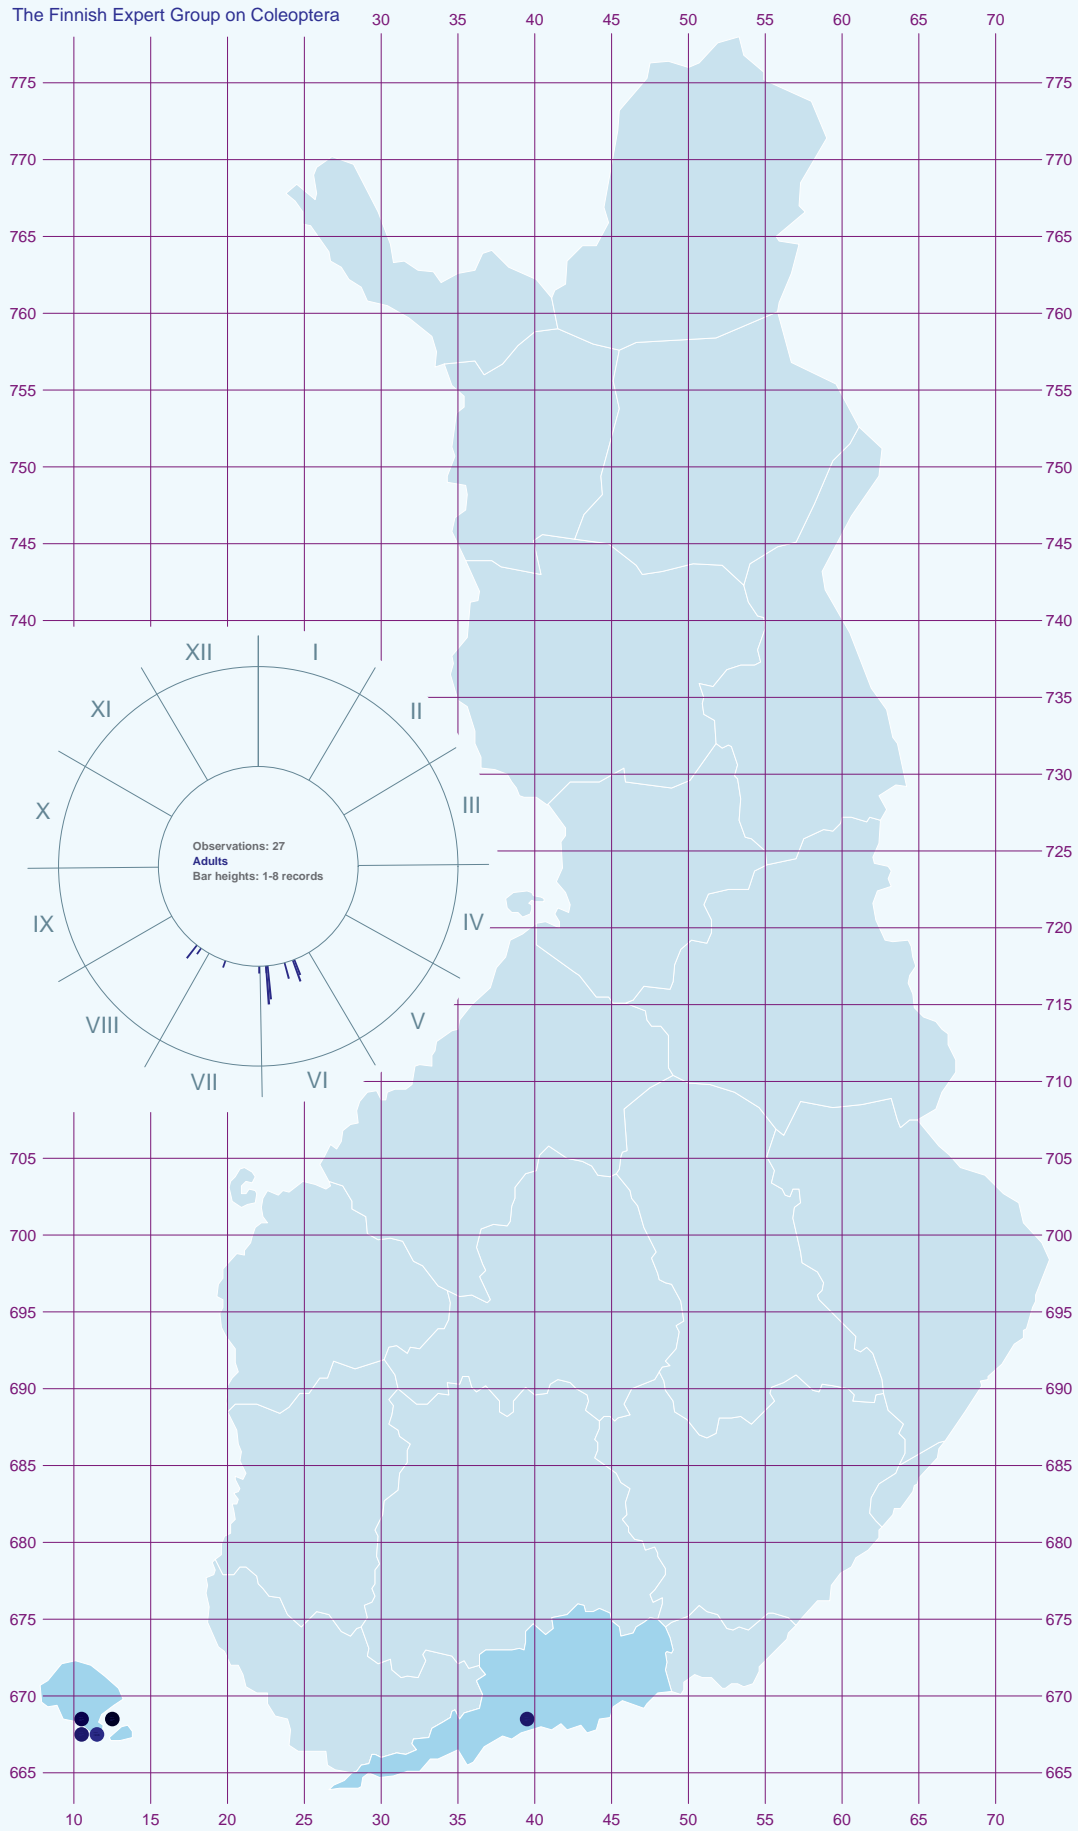 The Finnish Expert Group on Coleoptera
30 40 45 50 55 60 65 70
775 775
770 770
765 765
760 760
755 755
750 750
745 745
740 740
XII I
XI II
735
730
X III
725
Observations: 27
Adults
Bar heights: 1-8 records
IX IV
720
715
VIII V
VII VI
710
705 705
700 700
695 695
690 690
685 685
680 680
675 675
670 670
665 665
10 15 20 25 30 35 40 45 50 55 60 65 70